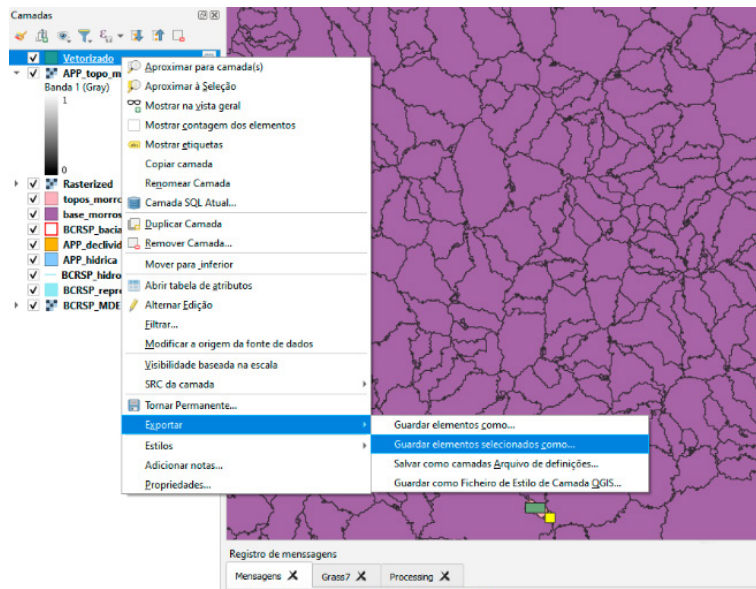 Camadas
Vetorizado
APP_topo_m
Banda 1 (Gray)
1
0
Rasterized
topos_morro
base_morros
BCRSP_bacia
APP_declivid
APP_hidrica
BCRSP_hidro
BCRSP_repre
BCRSP_MDE
Aproximar para camada(s)
Aproximar à Seleção
Mostrar na vista geral
Mostrar contagem dos elementos
Mostrar etiquetas
Copiar camada
Renomear Camada
Camada SQL Atual...
Duplicar Camada
Remover Camada...
Mover para _inferior
Abrir tabela de atributos
Alternar Edição
Filtrar...
Modificar a origem da fonte de dados
Visibilidade baseada na escala
SRC da camada
Tornar Permanente...
Exportar
Estilos
Adicionar notas...
Propriedades...
Guardar elementos como...
Guardar elementos selecionados como...
Salvar como camadas Arquivo de definições...
Guardar como Ficheiro de Estilo de Camada QGIS...
Registro de menssagens
Mensagens
Grass7
Processing